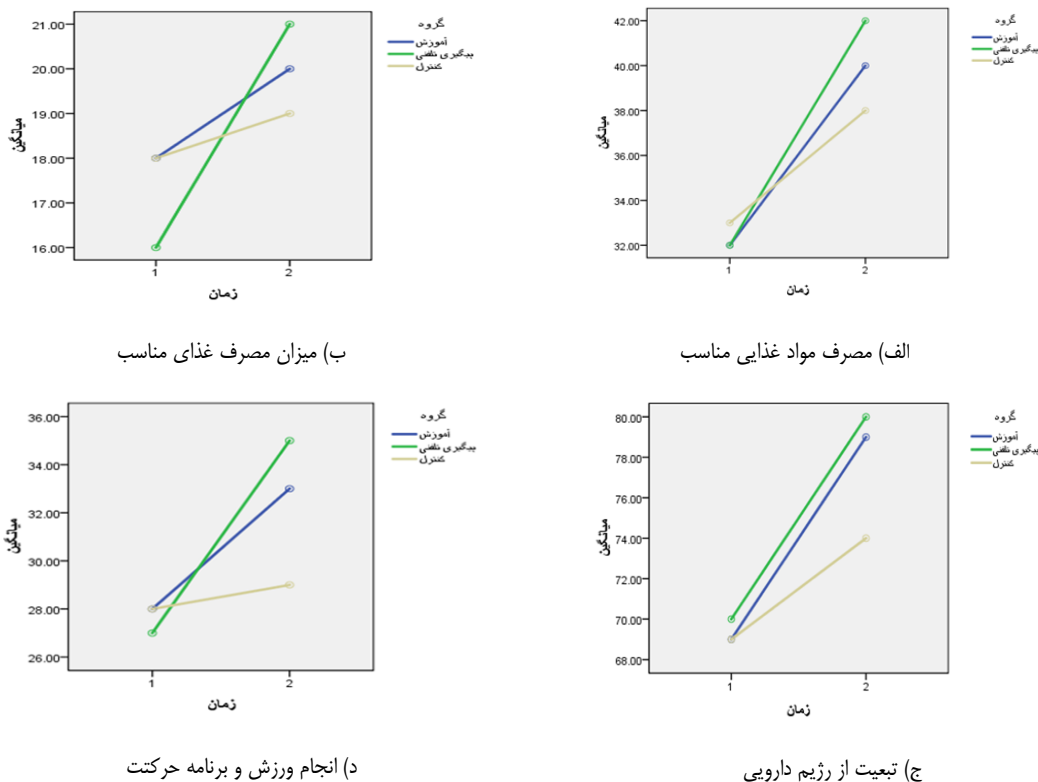 گروه
آموزش
پیگیری تلفنی
کنترل
42.00
40.00
38.00
36.00
34.00
32.00
میانگین
1 2
زمان
الف) مصرف مواد غذایی مناسب
گروه
آموزش
پیگیری تلفنی
کنترل
21.00
20.00
19.00
18.00
17.00
16.00
میانگین
1 2
زمان
ب) میزان مصرف غذای مناسب
گروه
آموزش
پیگیری تلفنی
کنترل
80.00
78.00
76.00
74.00
72.00
70.00
68.00
میانگین
1 2
زمان
ج) تبعیت از رژیم دارویی
گروه
آموزش
پیگیری تلفنی
کنترل
36.00
34.00
32.00
30.00
28.00
26.00
میانگین
1 2
زمان
د) انجام ورزش و برنامه حرکتت